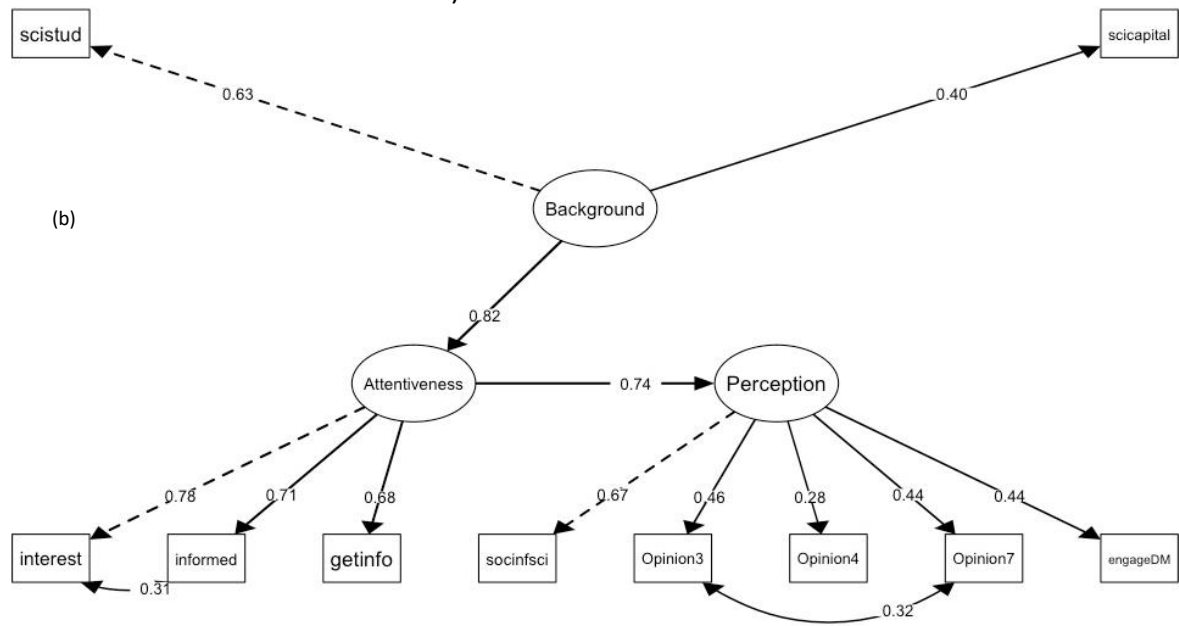 scistud
scicapital
0.63
0.40
Background
(b)
0.82
Attentiveness
0.74
Perception
0.78
0.71
0.68
0.67
0.46
0.28
0.44
0.44
interest
informed
getinfo
socinfsci
Opinion3
Opinion4
Opinion7
engageDM
0.31
0.32